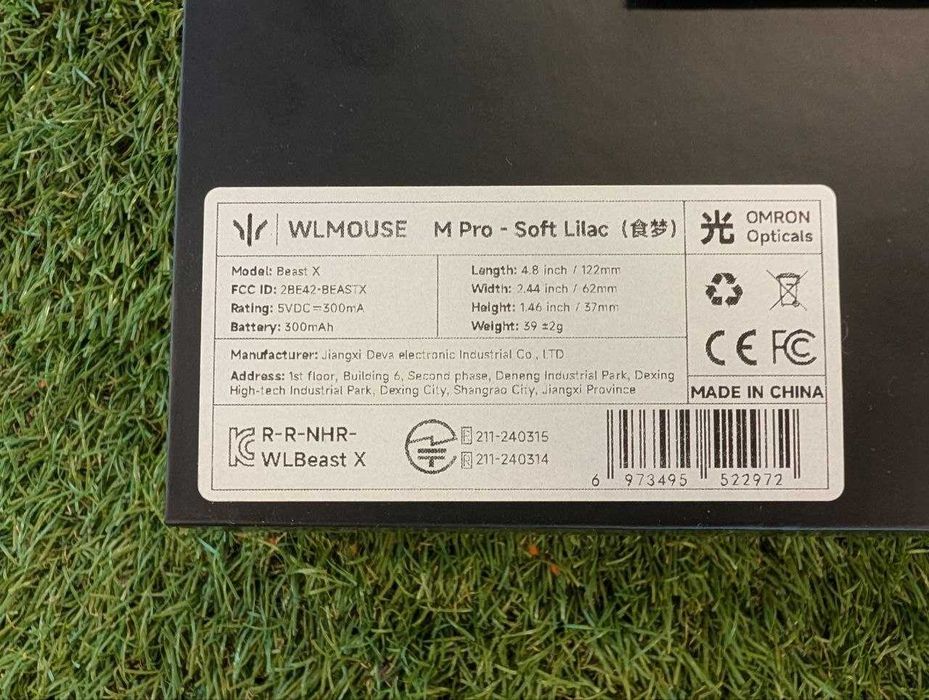 WLMOUSE M Pro - Soft Lilac (食梦)
光 OMRON
Opticals
Model: Beast X
FCC ID: 2BE42-BEASTX
Rating: 5VDC⎓300mA
Battery: 300mAh
Length: 4.8 inch / 122mm
Width: 2.44 inch / 62mm
Height: 1.46 inch / 37mm
Weight: 39 ±2g
CE FC
Manufacturer: Jiangxi Deva electronic Industrial Co., LTD
Address: 1st floor, Building 6, Second phase, Deneng Industrial Park, Dexing
High-tech Industrial Park, Dexing City, Shangrao City, Jiangxi Province
MADE IN CHINA
R-R-NHR-
WLBeast X
R 211-240315
R 211-240314
6 973495 522972